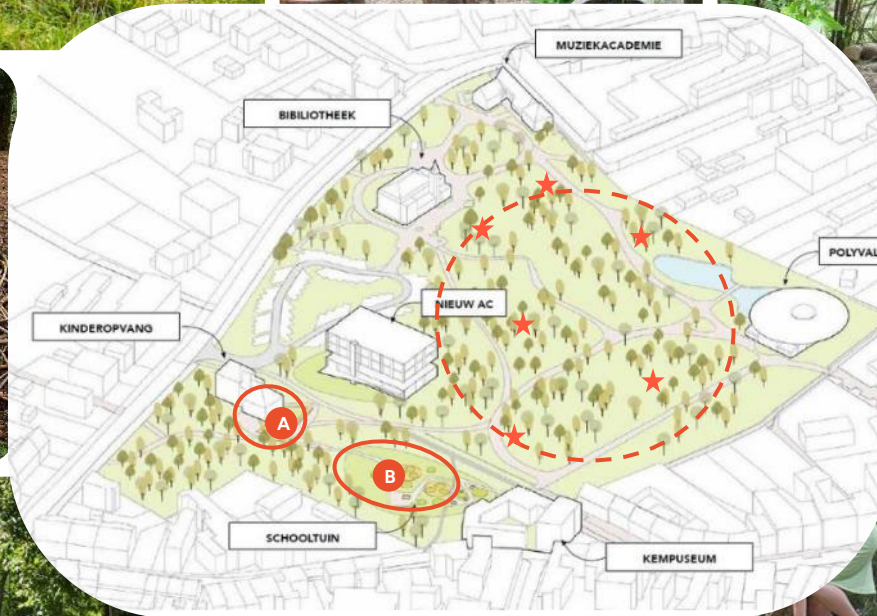 MUZIEKACADEMIE
BIBILIOTHEEK
POLYVAL
NIEUW AC
KINDEROPVANG
A
B
SCHOOLTUIN
KEMPUSEUM